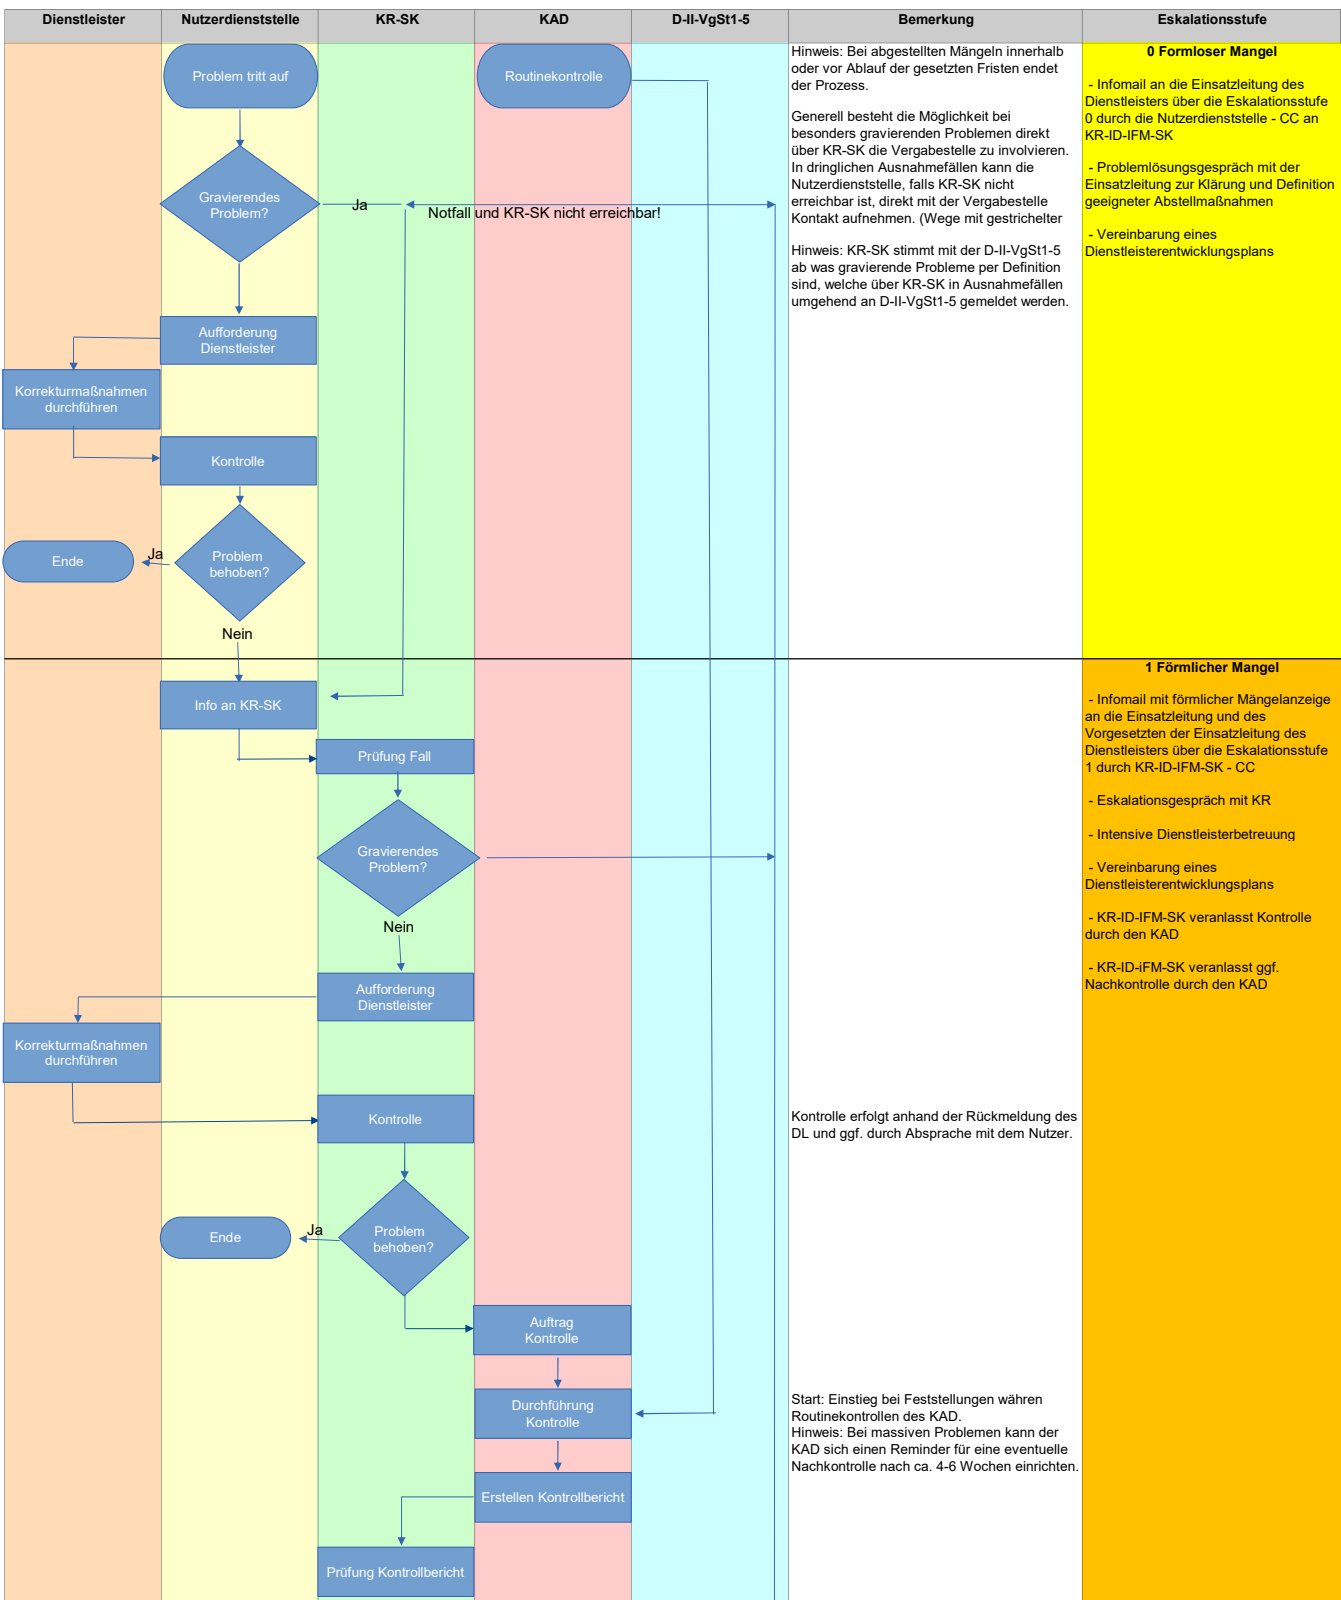 Dienstleister
Nutzerdienststelle
KR-SK
KAD
D-II-VgSt1-5
Bemerkung
Eskalationsstufe
Problem tritt auf
Routinekontrolle
Hinweis: Bei abgestellten Mängeln innerhalb
oder vor Ablauf der gesetzten Fristen endet
der Prozess.
Generell besteht die Möglichkeit bei
besonders gravierenden Problemen direkt
über KR-SK die Vergabestelle zu involvieren.
In dringlichen Ausnahmefällen kann die
Nutzerdienststelle, falls KR-SK nicht
erreichbar ist, direkt mit der Vergabestelle
Kontakt aufnehmen. (Wege mit gestrichelter
Hinweis: KR-SK stimmt mit der D-II-VgSt1-5
ab was gravierende Probleme per Definition
sind, welche über KR-SK in Ausnahmefällen
umgehend an D-II-VgSt1-5 gemeldet werden.
0 Formloser Mangel
- Infomail an die Einsatzleitung des
Dienstleisters über die Eskalationsstufe
0 durch die Nutzerdienststelle - CC an
KR-ID-IFM-SK
- Problemlösungsgespräch mit der
Einsatzleitung zur Klärung und Definition
geeigneter Abstellmaßnahmen
- Vereinbarung eines
Dienstleisterentwicklungsplans
Gravierendes
Problem?
Ja
Notfall und KR-SK nicht erreichbar!
Aufforderung
Dienstleister
Korrekturmaßnahmen
durchführen
Kontrolle
Ende
Ja
Problem
behoben?
Nein
1 Förmlicher Mangel
- Infomail mit förmlicher Mängelanzeige
an die Einsatzleitung und des
Vorgesetzten der Einsatzleitung des
Dienstleisters über die Eskalationsstufe
1 durch KR-ID-IFM-SK - CC
- Eskalationsgespräch mit KR
- Intensive Dienstleisterbetreuung
- Vereinbarung eines
Dienstleisterentwicklungsplans
- KR-ID-IFM-SK veranlasst Kontrolle
durch den KAD
- KR-ID-iFM-SK veranlasst ggf.
Nachkontrolle durch den KAD
Info an KR-SK
Prüfung Fall
Gravierendes
Problem?
Nein
Aufforderung
Dienstleister
Korrekturmaßnahmen
durchführen
Kontrolle
Kontrolle erfolgt anhand der Rückmeldung des
DL und ggf. durch Absprache mit dem Nutzer.
Ende
Ja
Problem
behoben?
Auftrag
Kontrolle
Durchführung
Kontrolle
Start: Einstieg bei Feststellungen währen
Routinekontrollen des KAD.
Hinweis: Bei massiven Problemen kann der
KAD sich einen Reminder für eine eventuelle
Nachkontrolle nach ca. 4-6 Wochen einrichten.
Erstellen Kontrollbericht
Prüfung Kontrollbericht